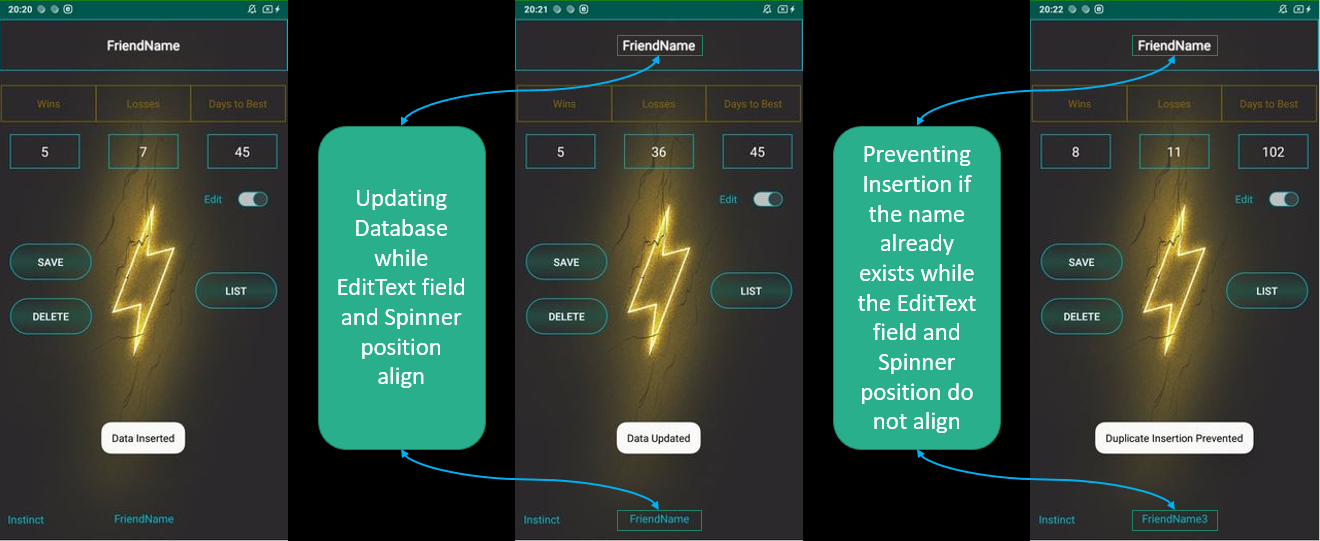 20:20
FriendName
Wins Losses Days to Best
5 7 45
Edit
SAVE
LIST
DELETE
Data Inserted
Instinct FriendName
Updating
Database
while
EditText field
and Spinner
position
align
20:21
FriendName
Wins Losses Days to Best
5 36 45
Edit
SAVE
LIST
DELETE
Data Updated
Instinct FriendName
Preventing
Insertion if
the name
already
exists while
the EditText
field and
Spinner
position do
not align
20:22
FriendName
Wins Losses Days to Best
8 11 102
Edit
SAVE
LIST
DELETE
Duplicate Insertion Prevented
Instinct FriendName3